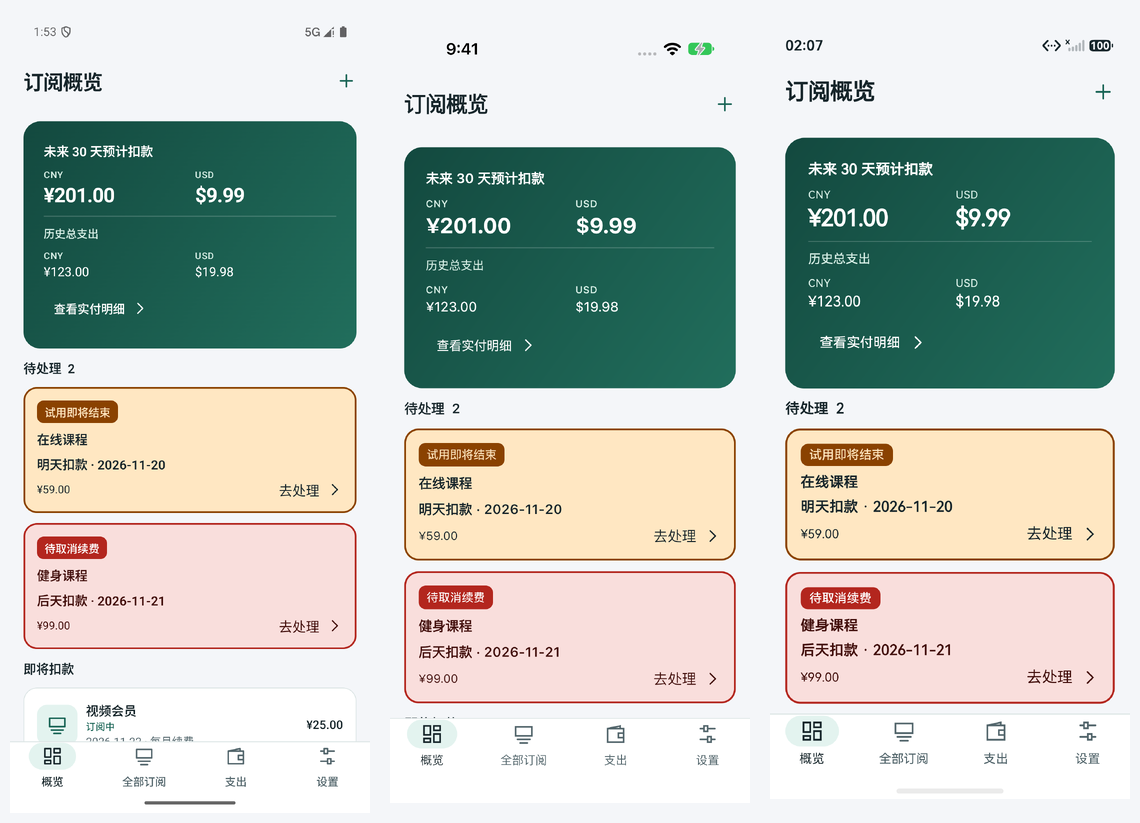 1:53 5G
订阅概览 +
未来 30 天预计扣款
CNY USD
¥201.00 $9.99
历史总支出
CNY USD
¥123.00 $19.98
查看实付明细
待处理 2
试用即将结束
在线课程
明天扣款 · 2026-11-20
¥59.00 去处理
待取消续费
健身课程
后天扣款 · 2026-11-21
¥99.00 去处理
即将扣款
视频会员
订阅中
¥25.00
概览 全部订阅 支出 设置
9:41
订阅概览 +
未来 30 天预计扣款
CNY USD
¥201.00 $9.99
历史总支出
CNY USD
¥123.00 $19.98
查看实付明细
待处理 2
试用即将结束
在线课程
明天扣款 · 2026-11-20
¥59.00 去处理
待取消续费
健身课程
后天扣款 · 2026-11-21
¥99.00 去处理
概览 全部订阅 支出 设置
02:07 100
订阅概览 +
未来 30 天预计扣款
CNY USD
¥201.00 $9.99
历史总支出
CNY USD
¥123.00 $19.98
查看实付明细
待处理 2
试用即将结束
在线课程
明天扣款 · 2026-11-20
¥59.00 去处理
待取消续费
健身课程
后天扣款 · 2026-11-21
¥99.00 去处理
概览 全部订阅 支出 设置